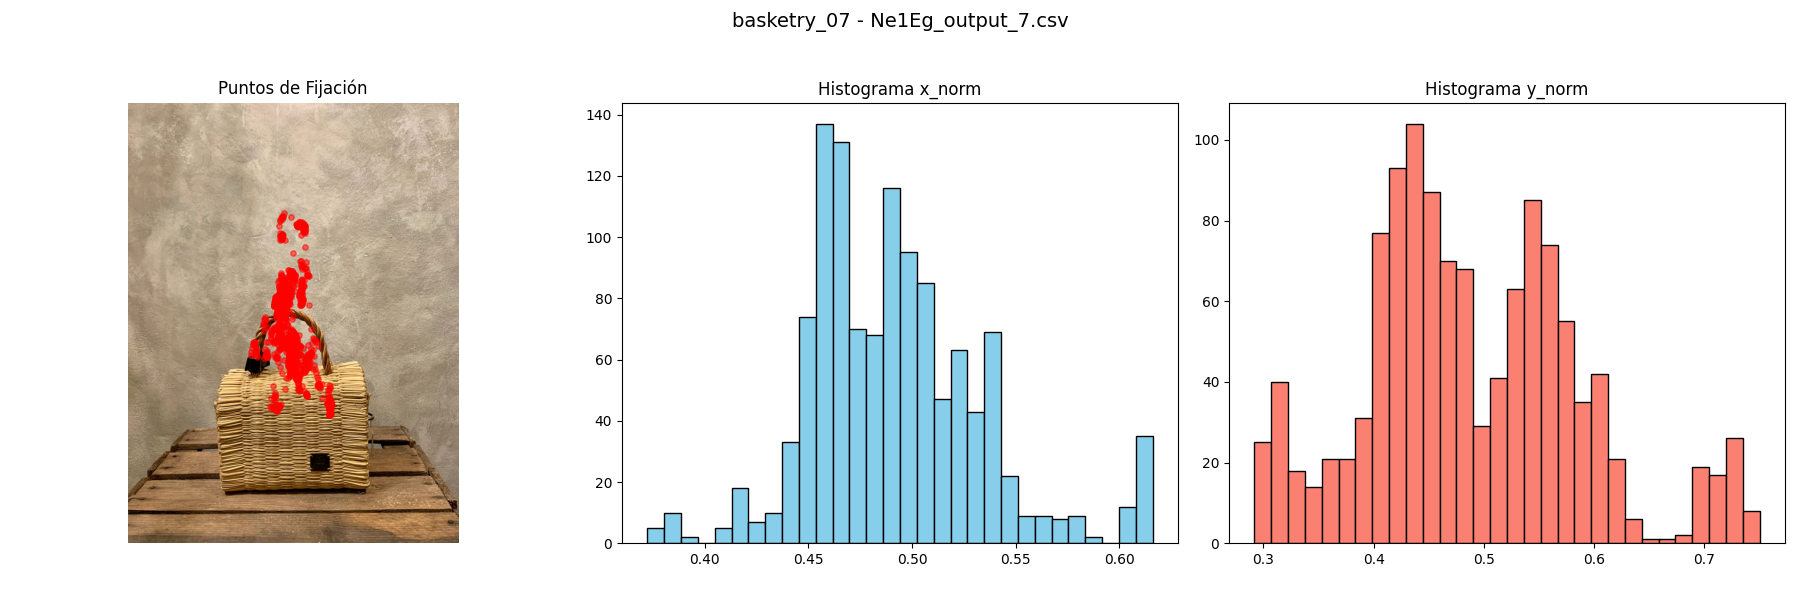 basketry_07 - Ne1Eg_output_7.csv
Puntos de Fijación
Histograma x_norm
140
120
100
80
60
40
20
0
0.40 0.45 0.50 0.55 0.60
Histograma y_norm
100
80
60
40
20
0
0.3 0.4 0.5 0.6 0.7